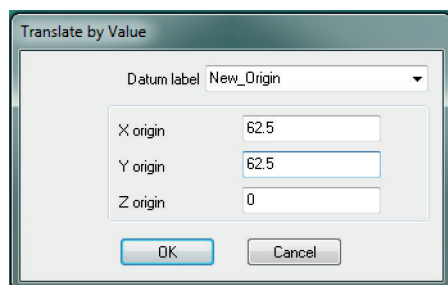 Translate by Value
Datum label New_Origin
X origin 62.5
Y origin 62.5
Z origin 0
OK Cancel